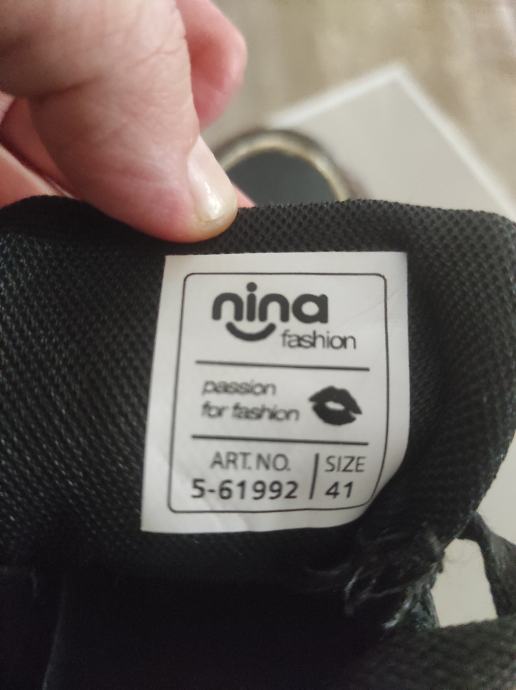 nina
fashion
passion
for fashion
ART.NO. SIZE
5-61992 41